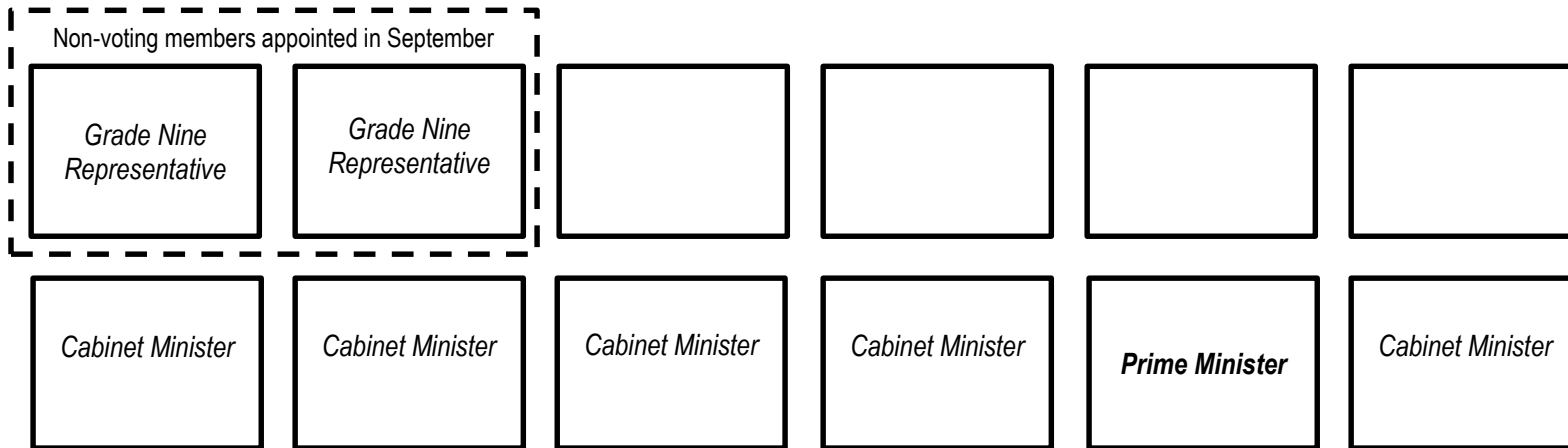 Non-voting members appointed in September
Grade Nine
Representative
Grade Nine
Representative
Cabinet Minister
Cabinet Minister
Cabinet Minister
Cabinet Minister
Prime Minister
Cabinet Minister